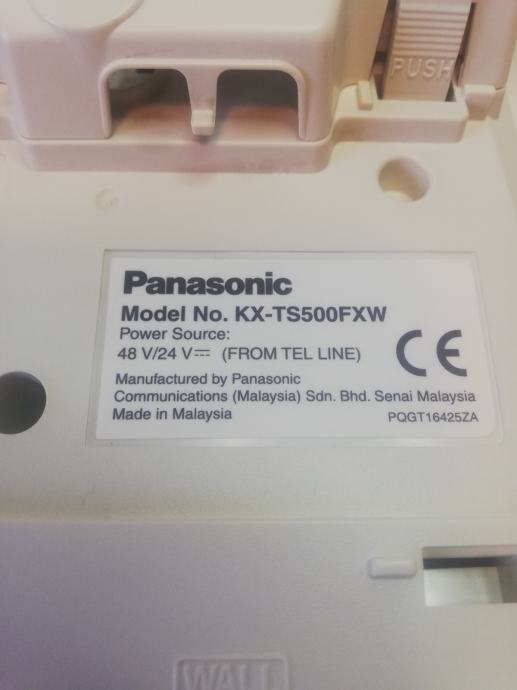 PUSH
Panasonic
Model No. KX-TS500FXW
Power Source:
48 V/24 V⎓ (FROM TEL LINE)
CE
Manufactured by Panasonic
Communications (Malaysia) Sdn. Bhd. Senai Malaysia
Made in Malaysia
PQGT16425ZA
WALL